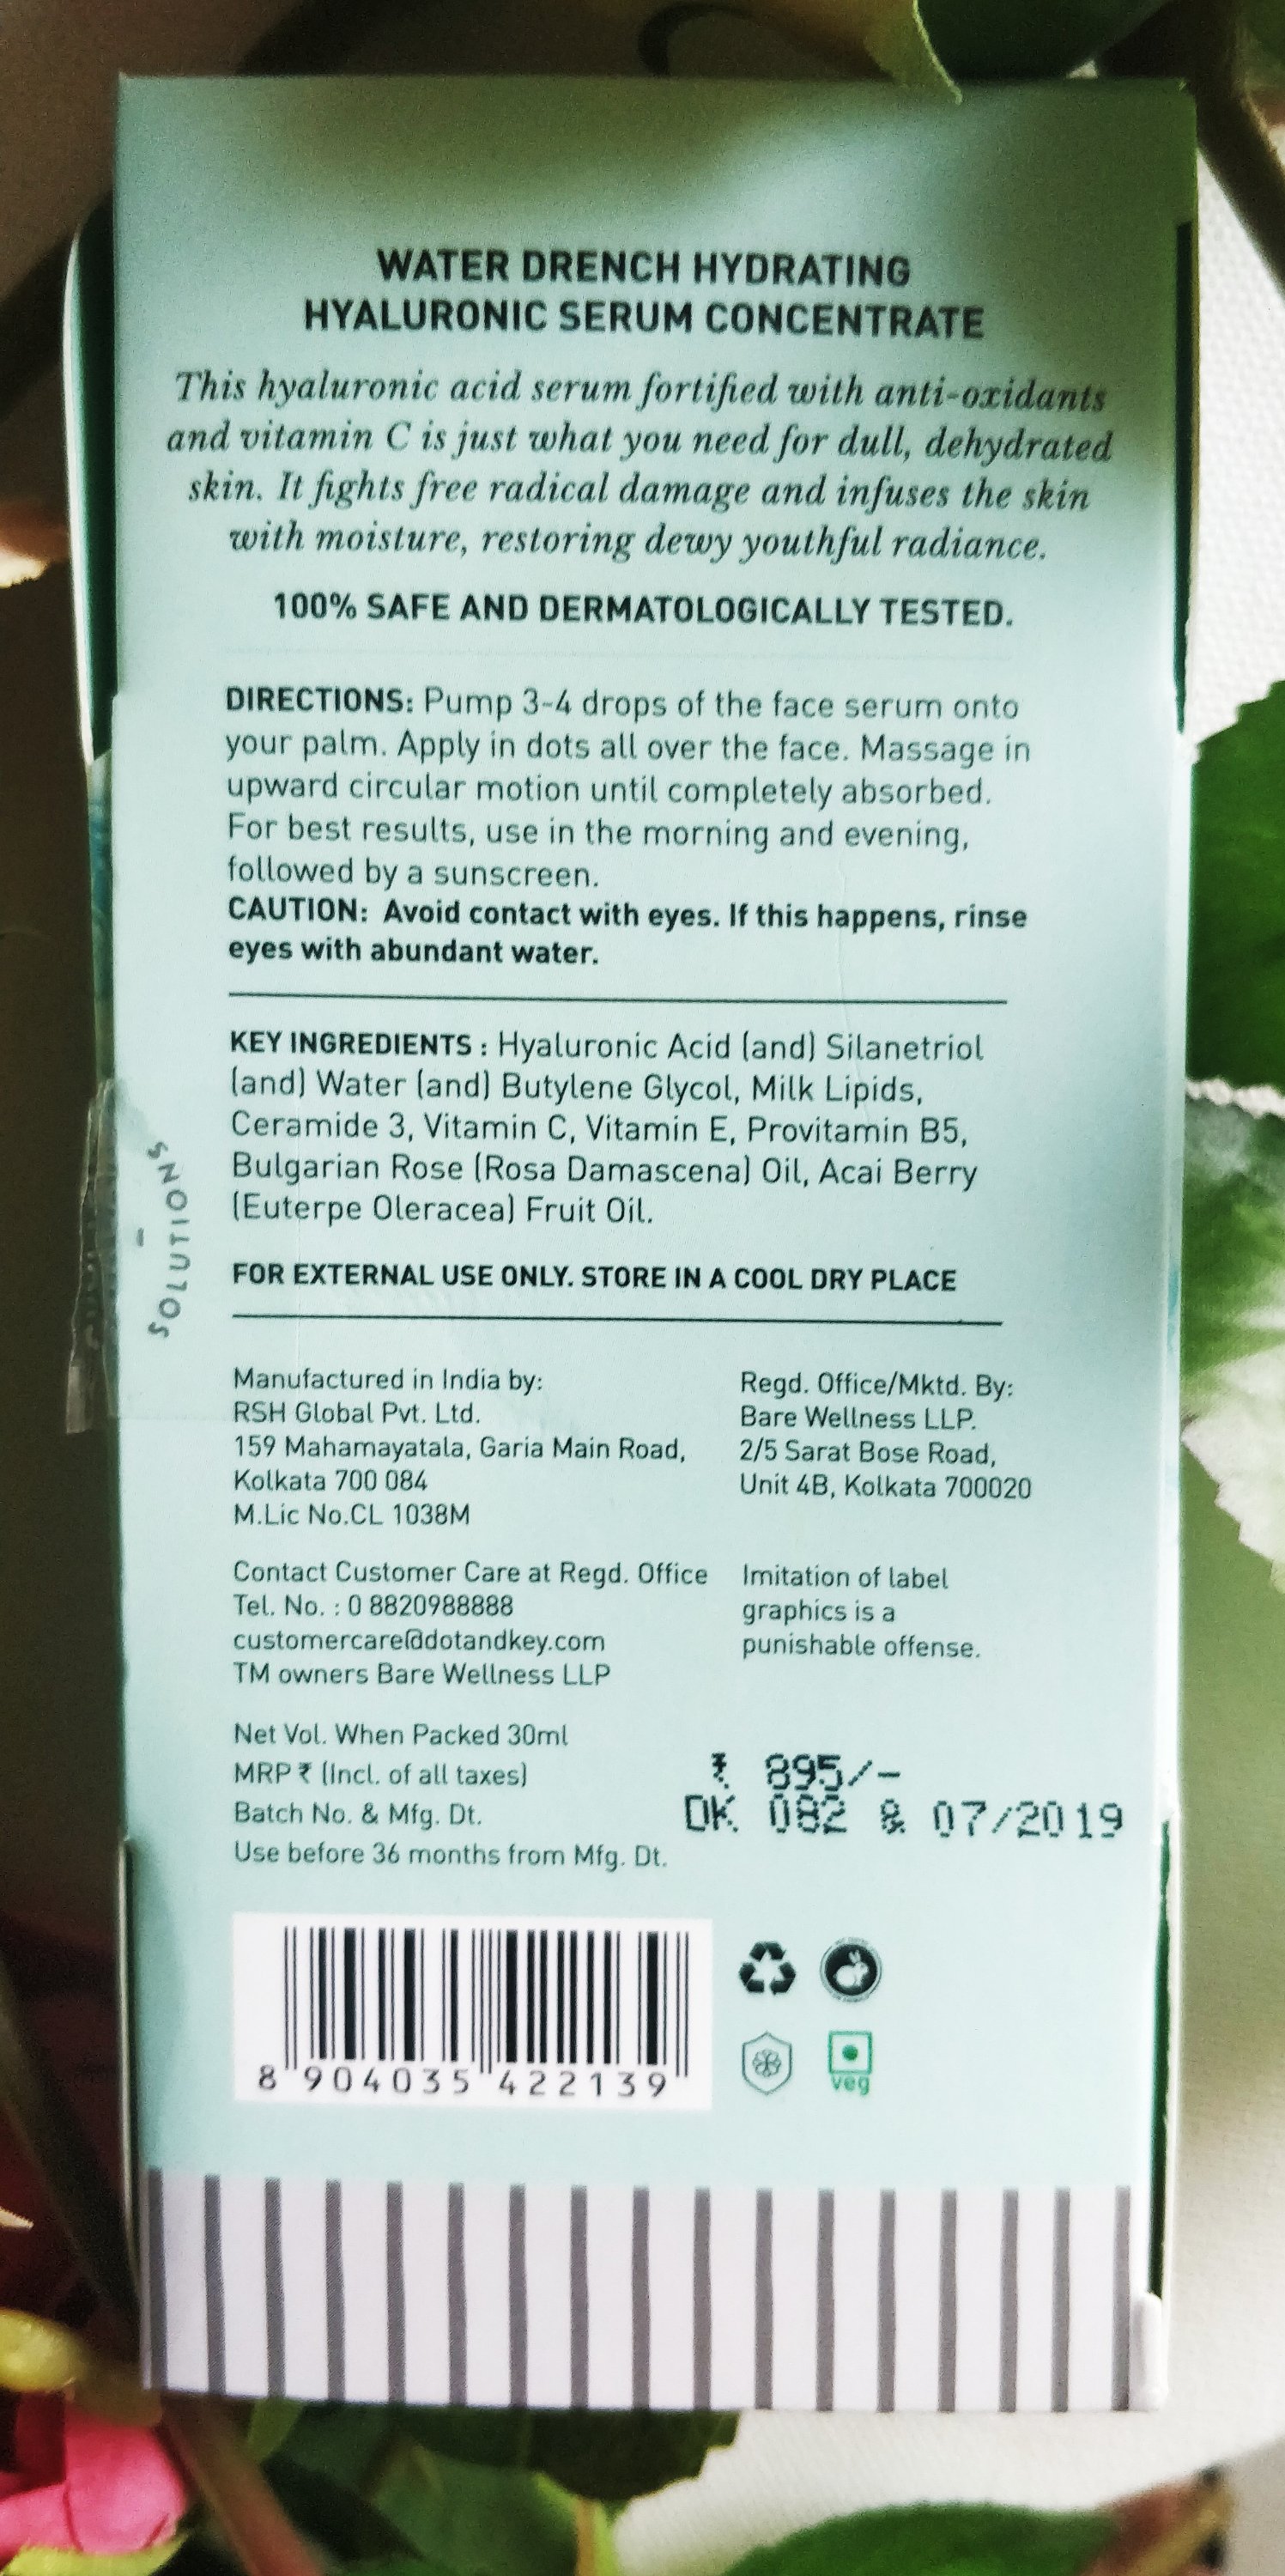 WATER DRENCH HYDRATING
HYALURONIC SERUM CONCENTRATE
This hyaluronic acid serum fortified with anti-oxidants
and vitamin C is just what you need for dull, dehydrated
skin. It fights free radical damage and infuses the skin
with moisture, restoring dewy youthful radiance.
100% SAFE AND DERMATOLOGICALLY TESTED.
DIRECTIONS: Pump 3-4 drops of the face serum onto
your palm. Apply in dots all over the face. Massage in
upward circular motion until completely absorbed.
For best results, use in the morning and evening,
followed by a sunscreen.
CAUTION: Avoid contact with eyes. If this happens, rinse
eyes with abundant water.
KEY INGREDIENTS : Hyaluronic Acid (and) Silanetriol
(and) Water (and) Butylene Glycol, Milk Lipids,
Ceramide 3, Vitamin C, Vitamin E, Provitamin B5,
Bulgarian Rose (Rosa Damascena) Oil, Acai Berry
(Euterpe Oleracea) Fruit Oil.
SOLUTIONS
FOR EXTERNAL USE ONLY. STORE IN A COOL DRY PLACE
Manufactured in India by:
RSH Global Pvt. Ltd.
159 Mahamayatala, Garia Main Road,
Kolkata 700 084
M.Lic No.CL 1038M
Regd. Office/Mktd. By:
Bare Wellness LLP.
2/5 Sarat Bose Road,
Unit 4B, Kolkata 700020
Contact Customer Care at Regd. Office
Tel. No. : 0 8820988888
customercare@dotandkey.com
TM owners Bare Wellness LLP
Imitation of label
graphics is a
punishable offense.
Net Vol. When Packed 30ml
MRP ₹ (Incl. of all taxes) ₹ 895/-
Batch No. & Mfg. Dt. DK 082 & 07/2019
Use before 36 months from Mfg. Dt.
8 904035 422139
veg